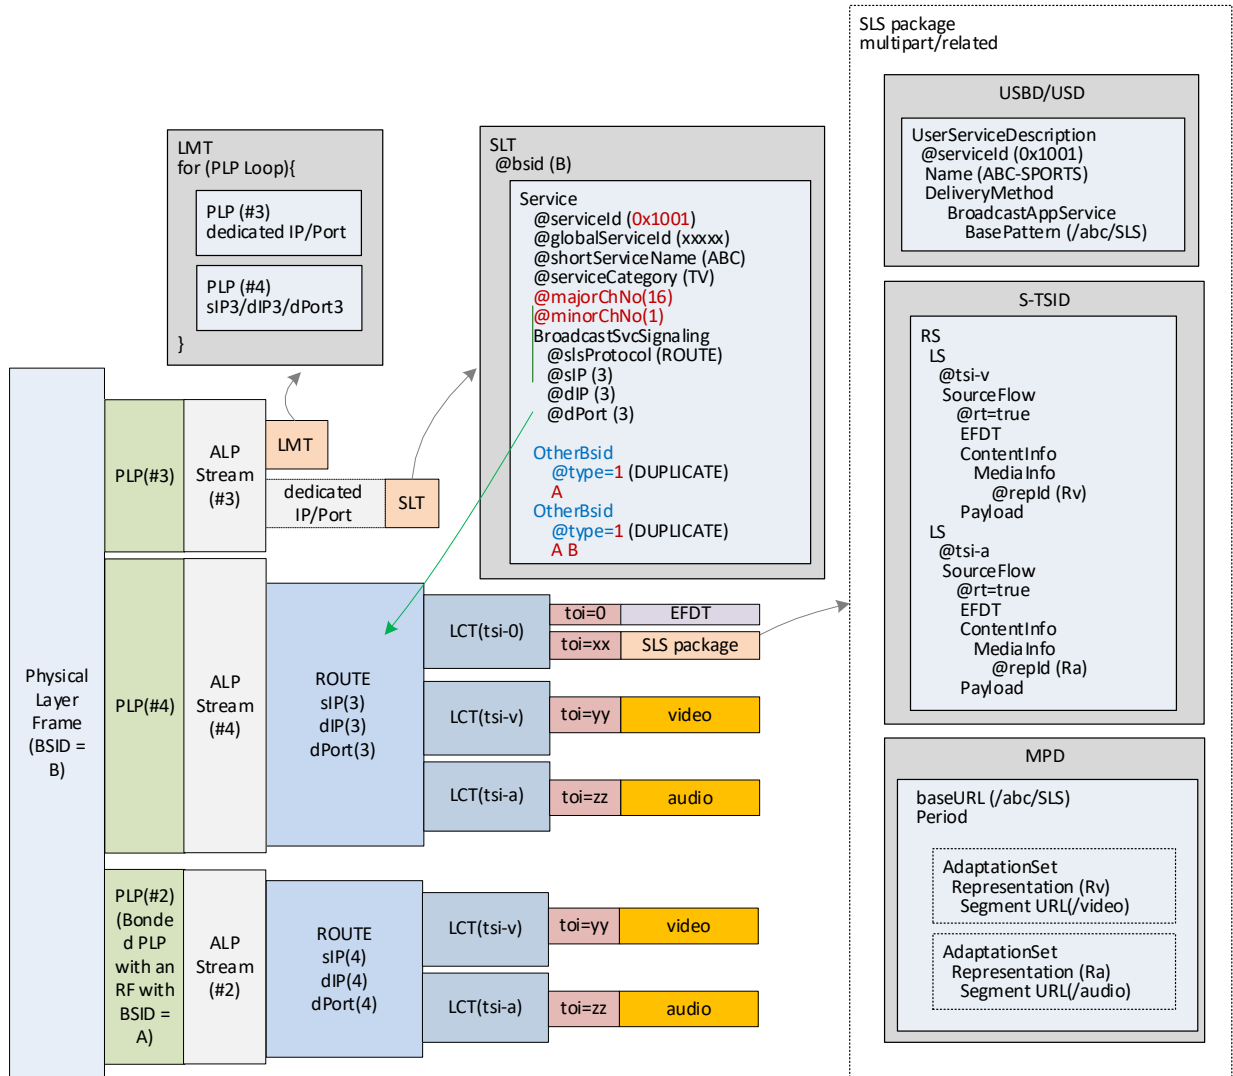 SLS package
multipart/related
USBD/USD
UserServiceDescription
@serviceId (0x1001)
Name (ABC-SPORTS)
DeliveryMethod
BroadcastAppService
BasePattern (/abc/SLS)
S-TSID
RS
LS
@tsi-v
SourceFlow
@rt=true
EFDT
ContentInfo
MediaInfo
@repId (Rv)
Payload
LS
@tsi-a
SourceFlow
@rt=true
EFDT
ContentInfo
MediaInfo
@repId (Ra)
Payload
MPD
baseURL (/abc/SLS)
Period
AdaptationSet
Representation (Rv)
Segment URL(/video)
AdaptationSet
Representation (Ra)
Segment URL(/audio)
LMT
for (PLP Loop){
PLP (#3)
dedicated IP/Port
PLP (#4)
sIP3/dIP3/dPort3
}
SLT
@bsid (B)
Service
@serviceId (0x1001)
@globalServiceId (xxxxx)
@shortServiceName (ABC)
@serviceCategory (TV)
@majorChNo(16)
@minorChNo(1)
BroadcastSvcSignaling
@slsProtocol (ROUTE)
@sIP (3)
@dIP (3)
@dPort (3)
OtherBsid
@type=1 (DUPLICATE)
A
OtherBsid
@type=1 (DUPLICATE)
A B
Physical
Layer
Frame
(BSID =
B)
PLP(#3)
ALP
Stream
(#3)
LMT
dedicated
IP/Port
SLT
PLP(#4)
ALP
Stream
(#4)
ROUTE
sIP(3)
dIP(3)
dPort(3)
LCT(tsi-0)
toi=0
EFDT
toi=xx
SLS package
LCT(tsi-v)
toi=yy
video
LCT(tsi-a)
toi=zz
audio
PLP(#2)
(Bonde
d PLP
with an
RF with
BSID =
A)
ALP
Stream
(#2)
ROUTE
sIP(4)
dIP(4)
dPort(4)
LCT(tsi-v)
toi=yy
video
LCT(tsi-a)
toi=zz
audio